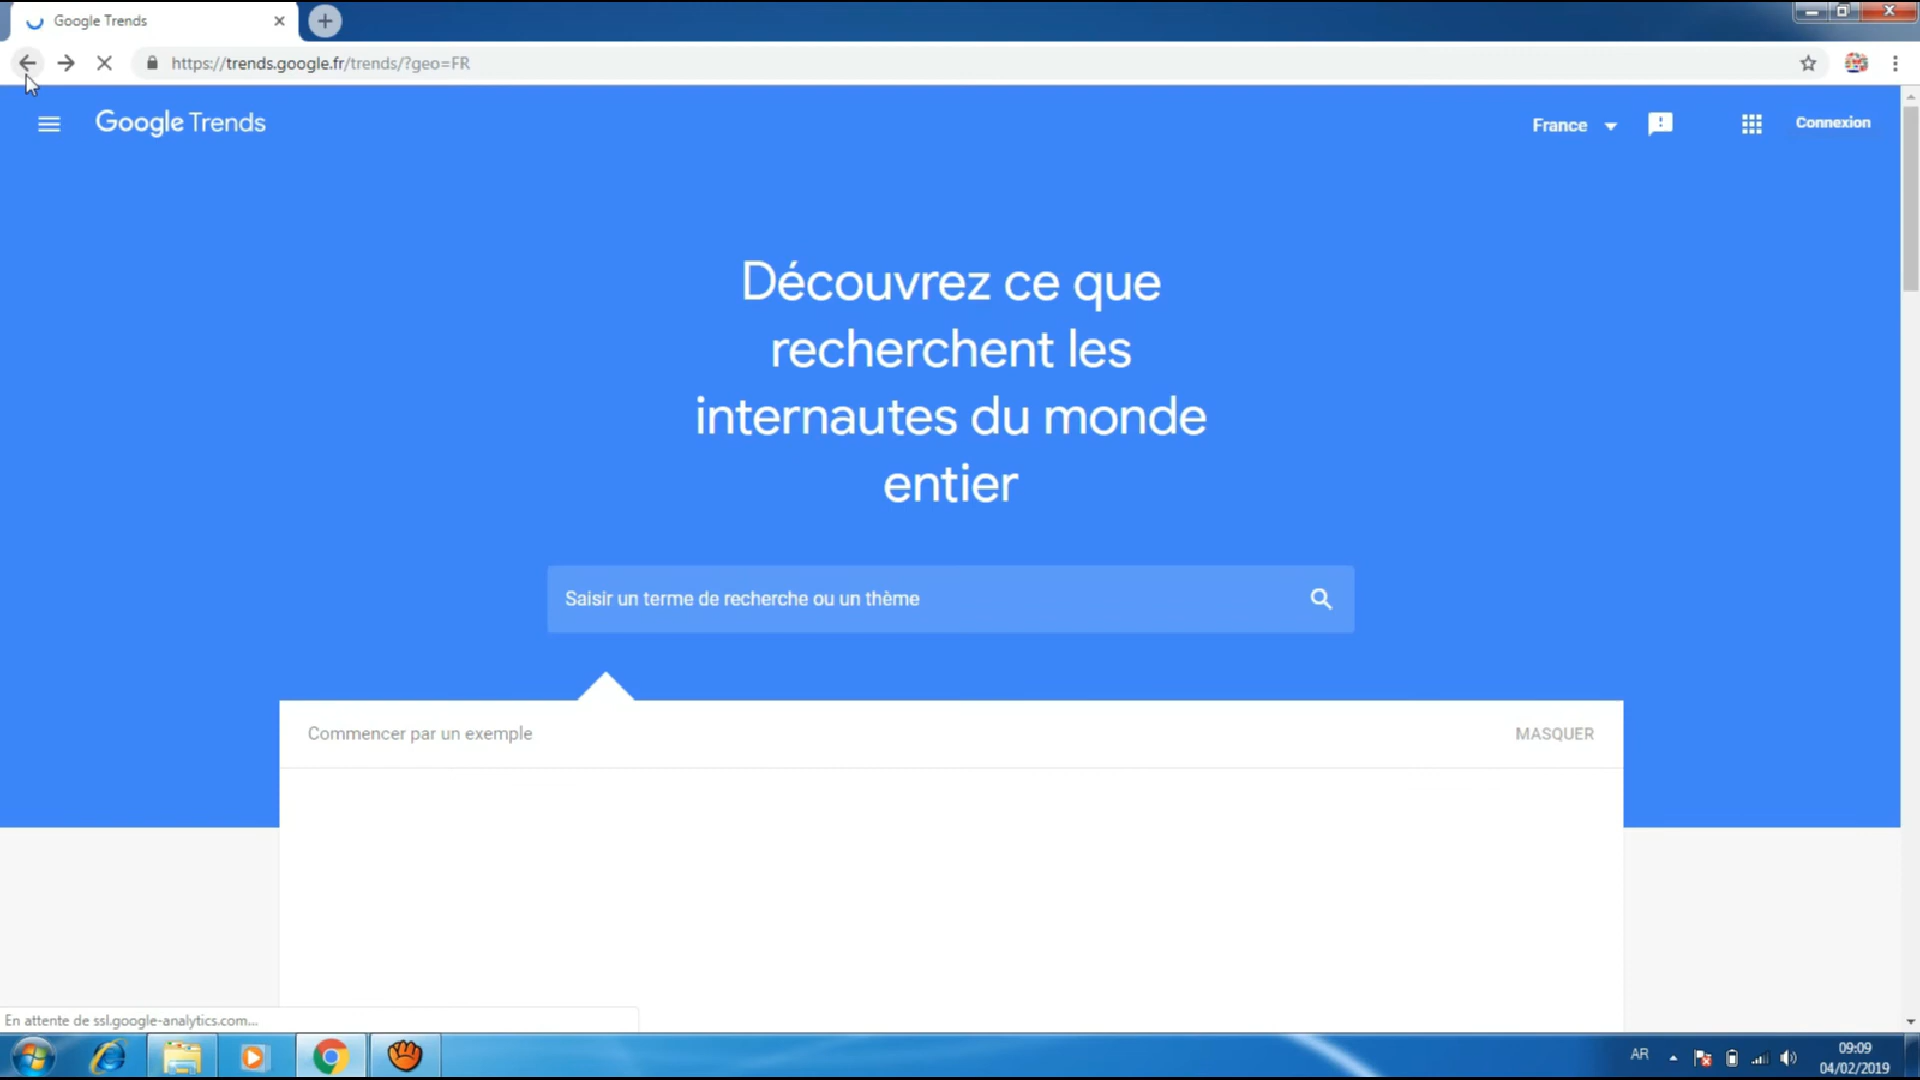 Google Trends
https://trends.google.fr/trends/?geo=FR
Google Trends
France
Connexion
Découvrez ce que
recherchent les
internautes du monde
entier
Saisir un terme de recherche ou un thème
Commencer par un exemple
MASQUER
En attente de ssl.google-analytics.com...
AR
09:09
04/02/2019